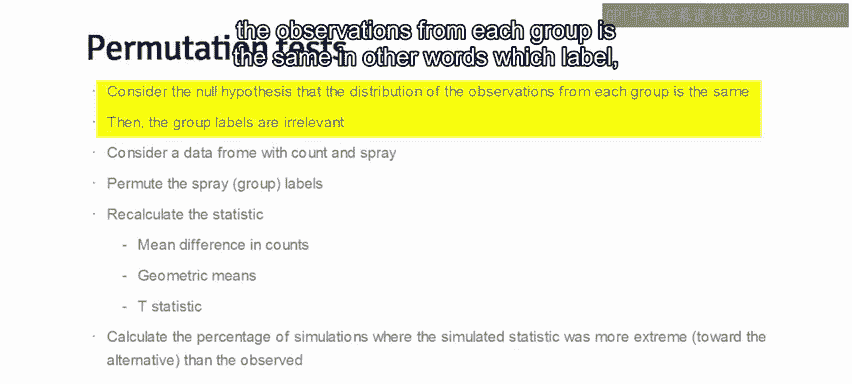 the observations from each group is
the same in other words which label,
Permutation tests
Consider the null hypothesis that the distribution of the observations from each group is the same
Then, the group labels are irrelevant
Consider a data frome with count and spray
Permute the spray (group) labels
Recalculate the statistic
- Mean difference in counts
- Geometric means
- T statistic
Calculate the percentage of simulations where the simulated statistic was more extreme (toward the
alternative) than the observed